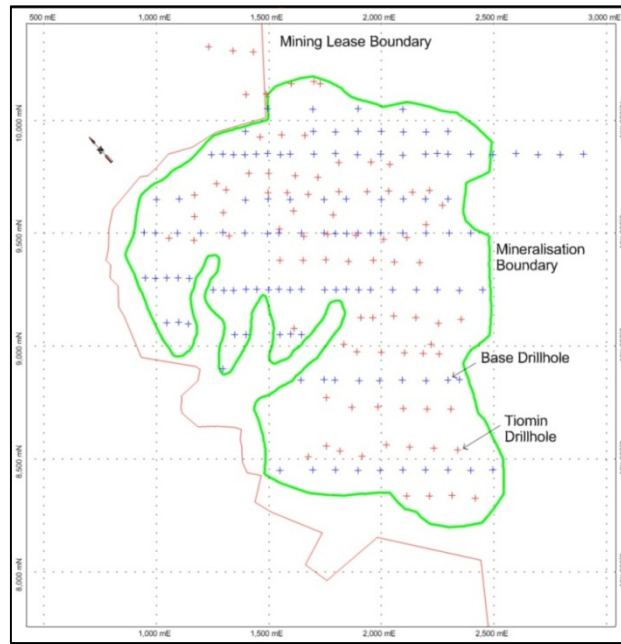 500 mE 1,000 mE 1,500 mE 2,000 mE 2,500 mE 3,000 mE
Mining Lease Boundary
10,000 mN
9,500 mN
Mineralisation
Boundary
9,000 mN
Base Drillhole
Tiomin
Drillhole
8,500 mN
8,000 mN
500 mE 1,000 mE 1,500 mE 2,000 mE 2,500 mE